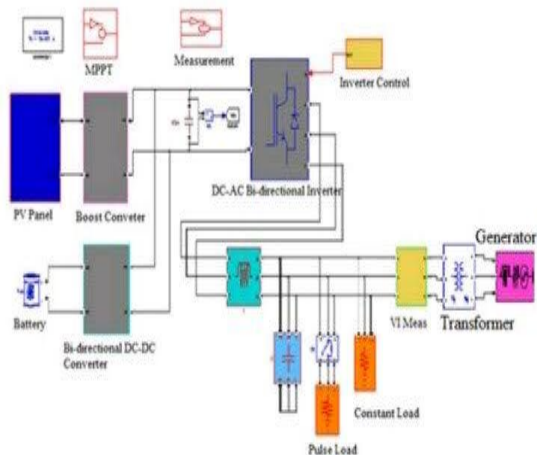 MPPT
Measurement
Inverter Control
PV Panel
Boost Conveter
DC-AC Bi-directional Inverter
Battery
Bi-directional DC-DC
Converter
VI Meas
Transformer
Generator
Pulse Load
Constant Load